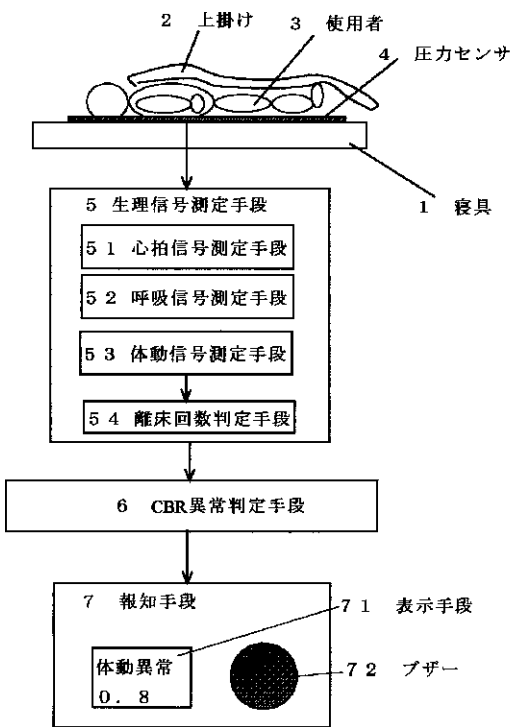 2 上掛け
3 使用者
4 圧力センサ
1 寝具
5 生理信号測定手段
51 心拍信号測定手段
52 呼吸信号測定手段
53 体動信号測定手段
54 離床回数判定手段
6 CBR異常判定手段
7 報知手段
71 表示手段
体動異常
0.8
72 ブザー